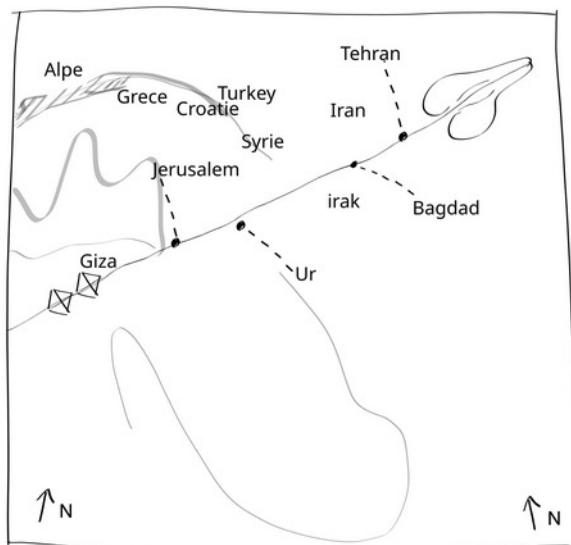 Tehran
Alpe
Grece
Turkey
Croatie
Iran
Syrie
Jerusalem
irak
Bagdad
Giza
Ur
N
N